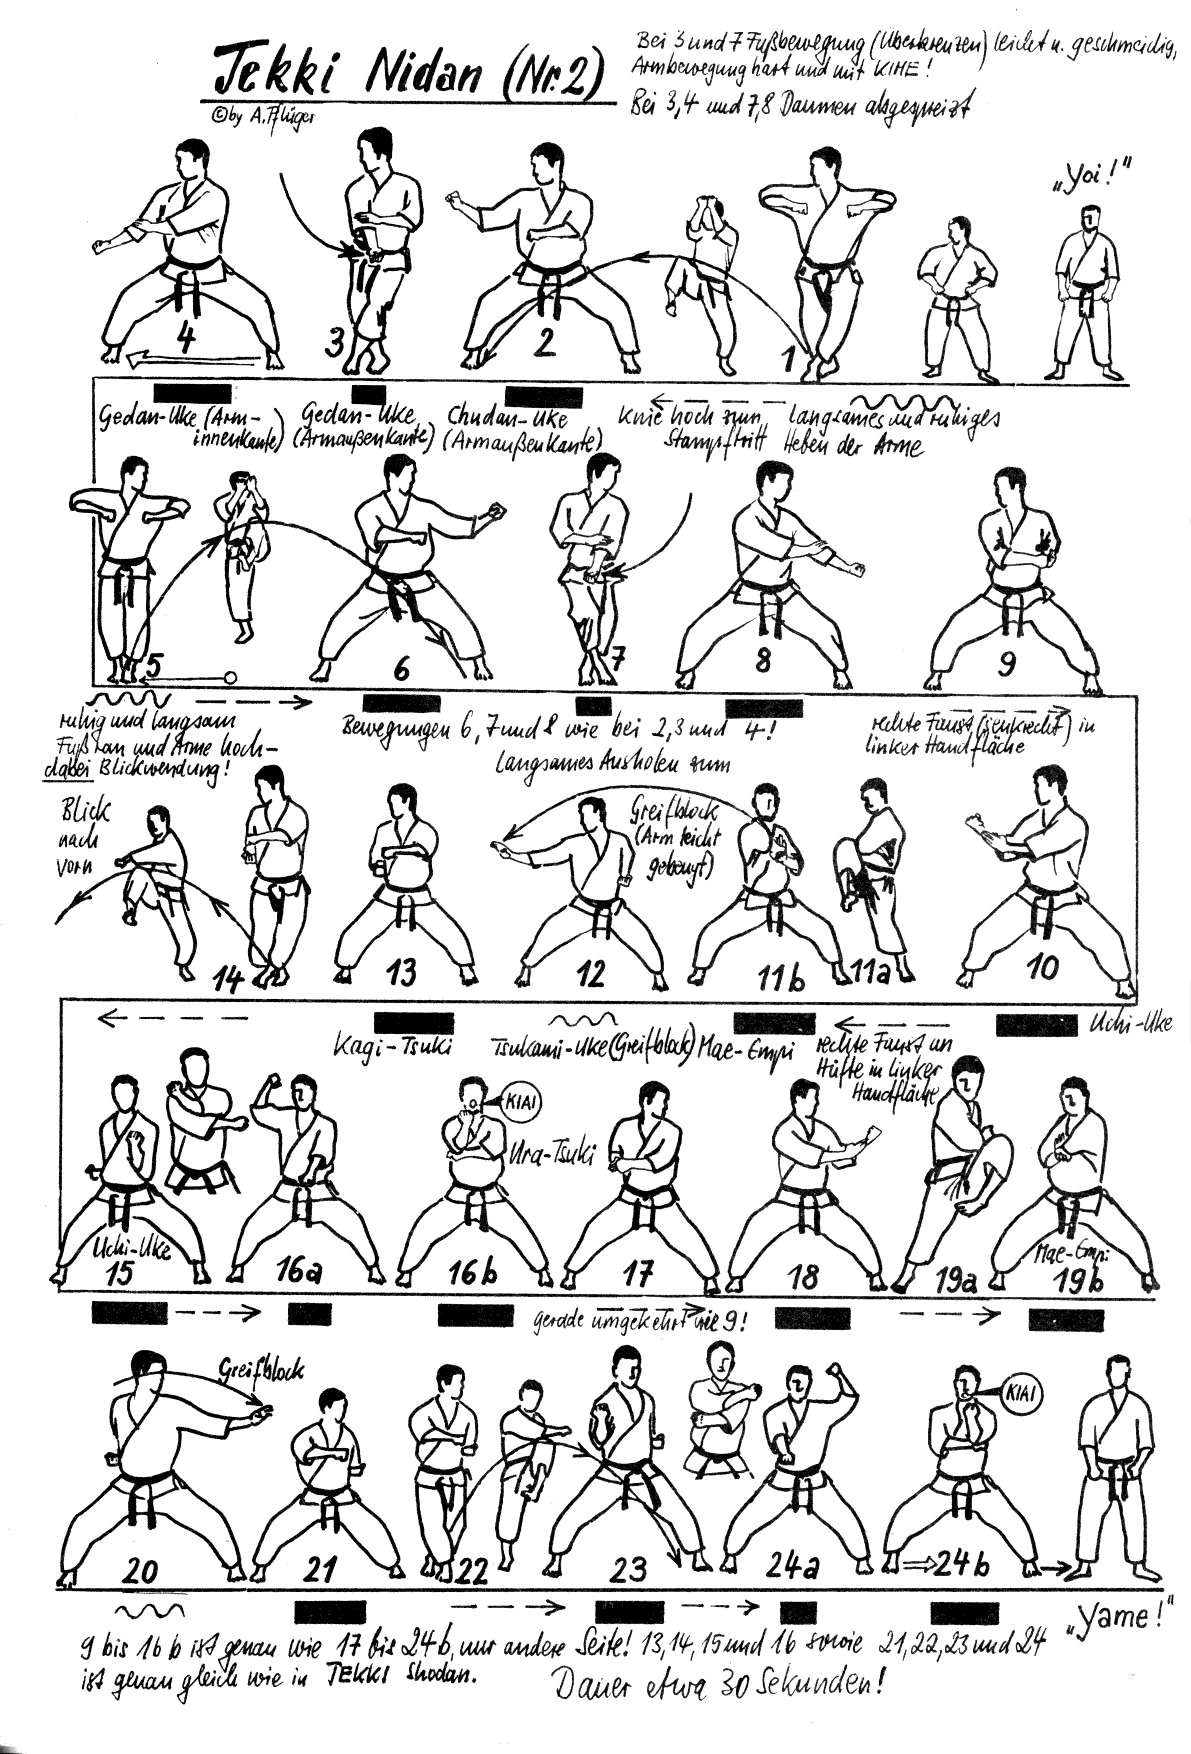 Tekki Nidan (Nr.2)
©by A.Pflüger
Bei 3 und 7 Fußbewegung (Überkreuzen) leicht u. geschmeidig,
Armbewegung hart und mit KIME!
Bei 3,4 und 7,8 Daumen abgespreizt
„Yoi!"
4
3
2
1
Gedan-Uke (Arm-
innenkante)
Gedan-Uke
(Armaußenkante)
Chudan-Uke
(Armaußenkante)
Knie hoch zum
Stampftritt
Langsames und ruhiges
Heben der Arme
5
6
7
8
9
ruhig und langsam
Fuß ran und Arme hoch-
dabei Blickwendung!
Bewegungen 6, 7 und 8 wie bei 2,3 und 4!
rechte Faust (senkrecht) in
linker Handfläche
Langsames Ausholen zum
Greifblock
(Arm leicht
gebeugt)
Blick
nach
vorn
14
13
12
11b
11a
10
Kagi-Tsuki
Tsukami-Uke (Greifblock)
Mae-Empi
rechte Faust an
Hüfte in linker
Handfläche
Uchi-Uke
KIAI
Ura-Tsuki
Uchi-Uke
15
16a
16b
17
18
19a
Mae-Empi
19b
gerade umgekehrt wie 9!
Greifblock
KIAI
20
21
22
23
24a
24b
„Yame!"
9 bis 16b ist genau wie 17 bis 24b, nur andere Seite! 13,14,15 und 16 sowie 21,22,23 und 24
ist genau gleich wie in TEKKI Shodan.
Dauer etwa 30 Sekunden!